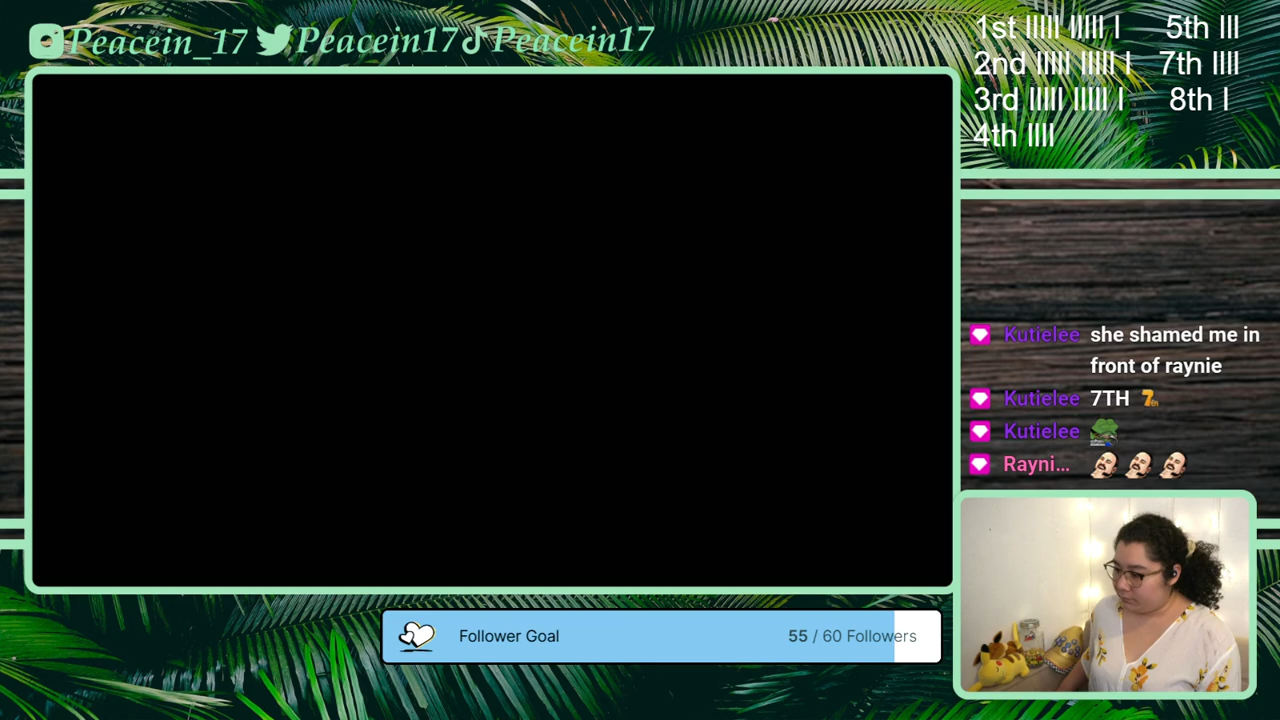 Peacein_17 Peacein17 Peacein17
1st IIIII IIIII I 5th III
2nd IIIII IIIII I 7th IIII
3rd IIIII IIIII I 8th I
4th IIII
Kutielee she shamed me in
front of raynie
Kutielee 7TH 7th
Kutielee
Rayni...
Follower Goal 55 / 60 Followers